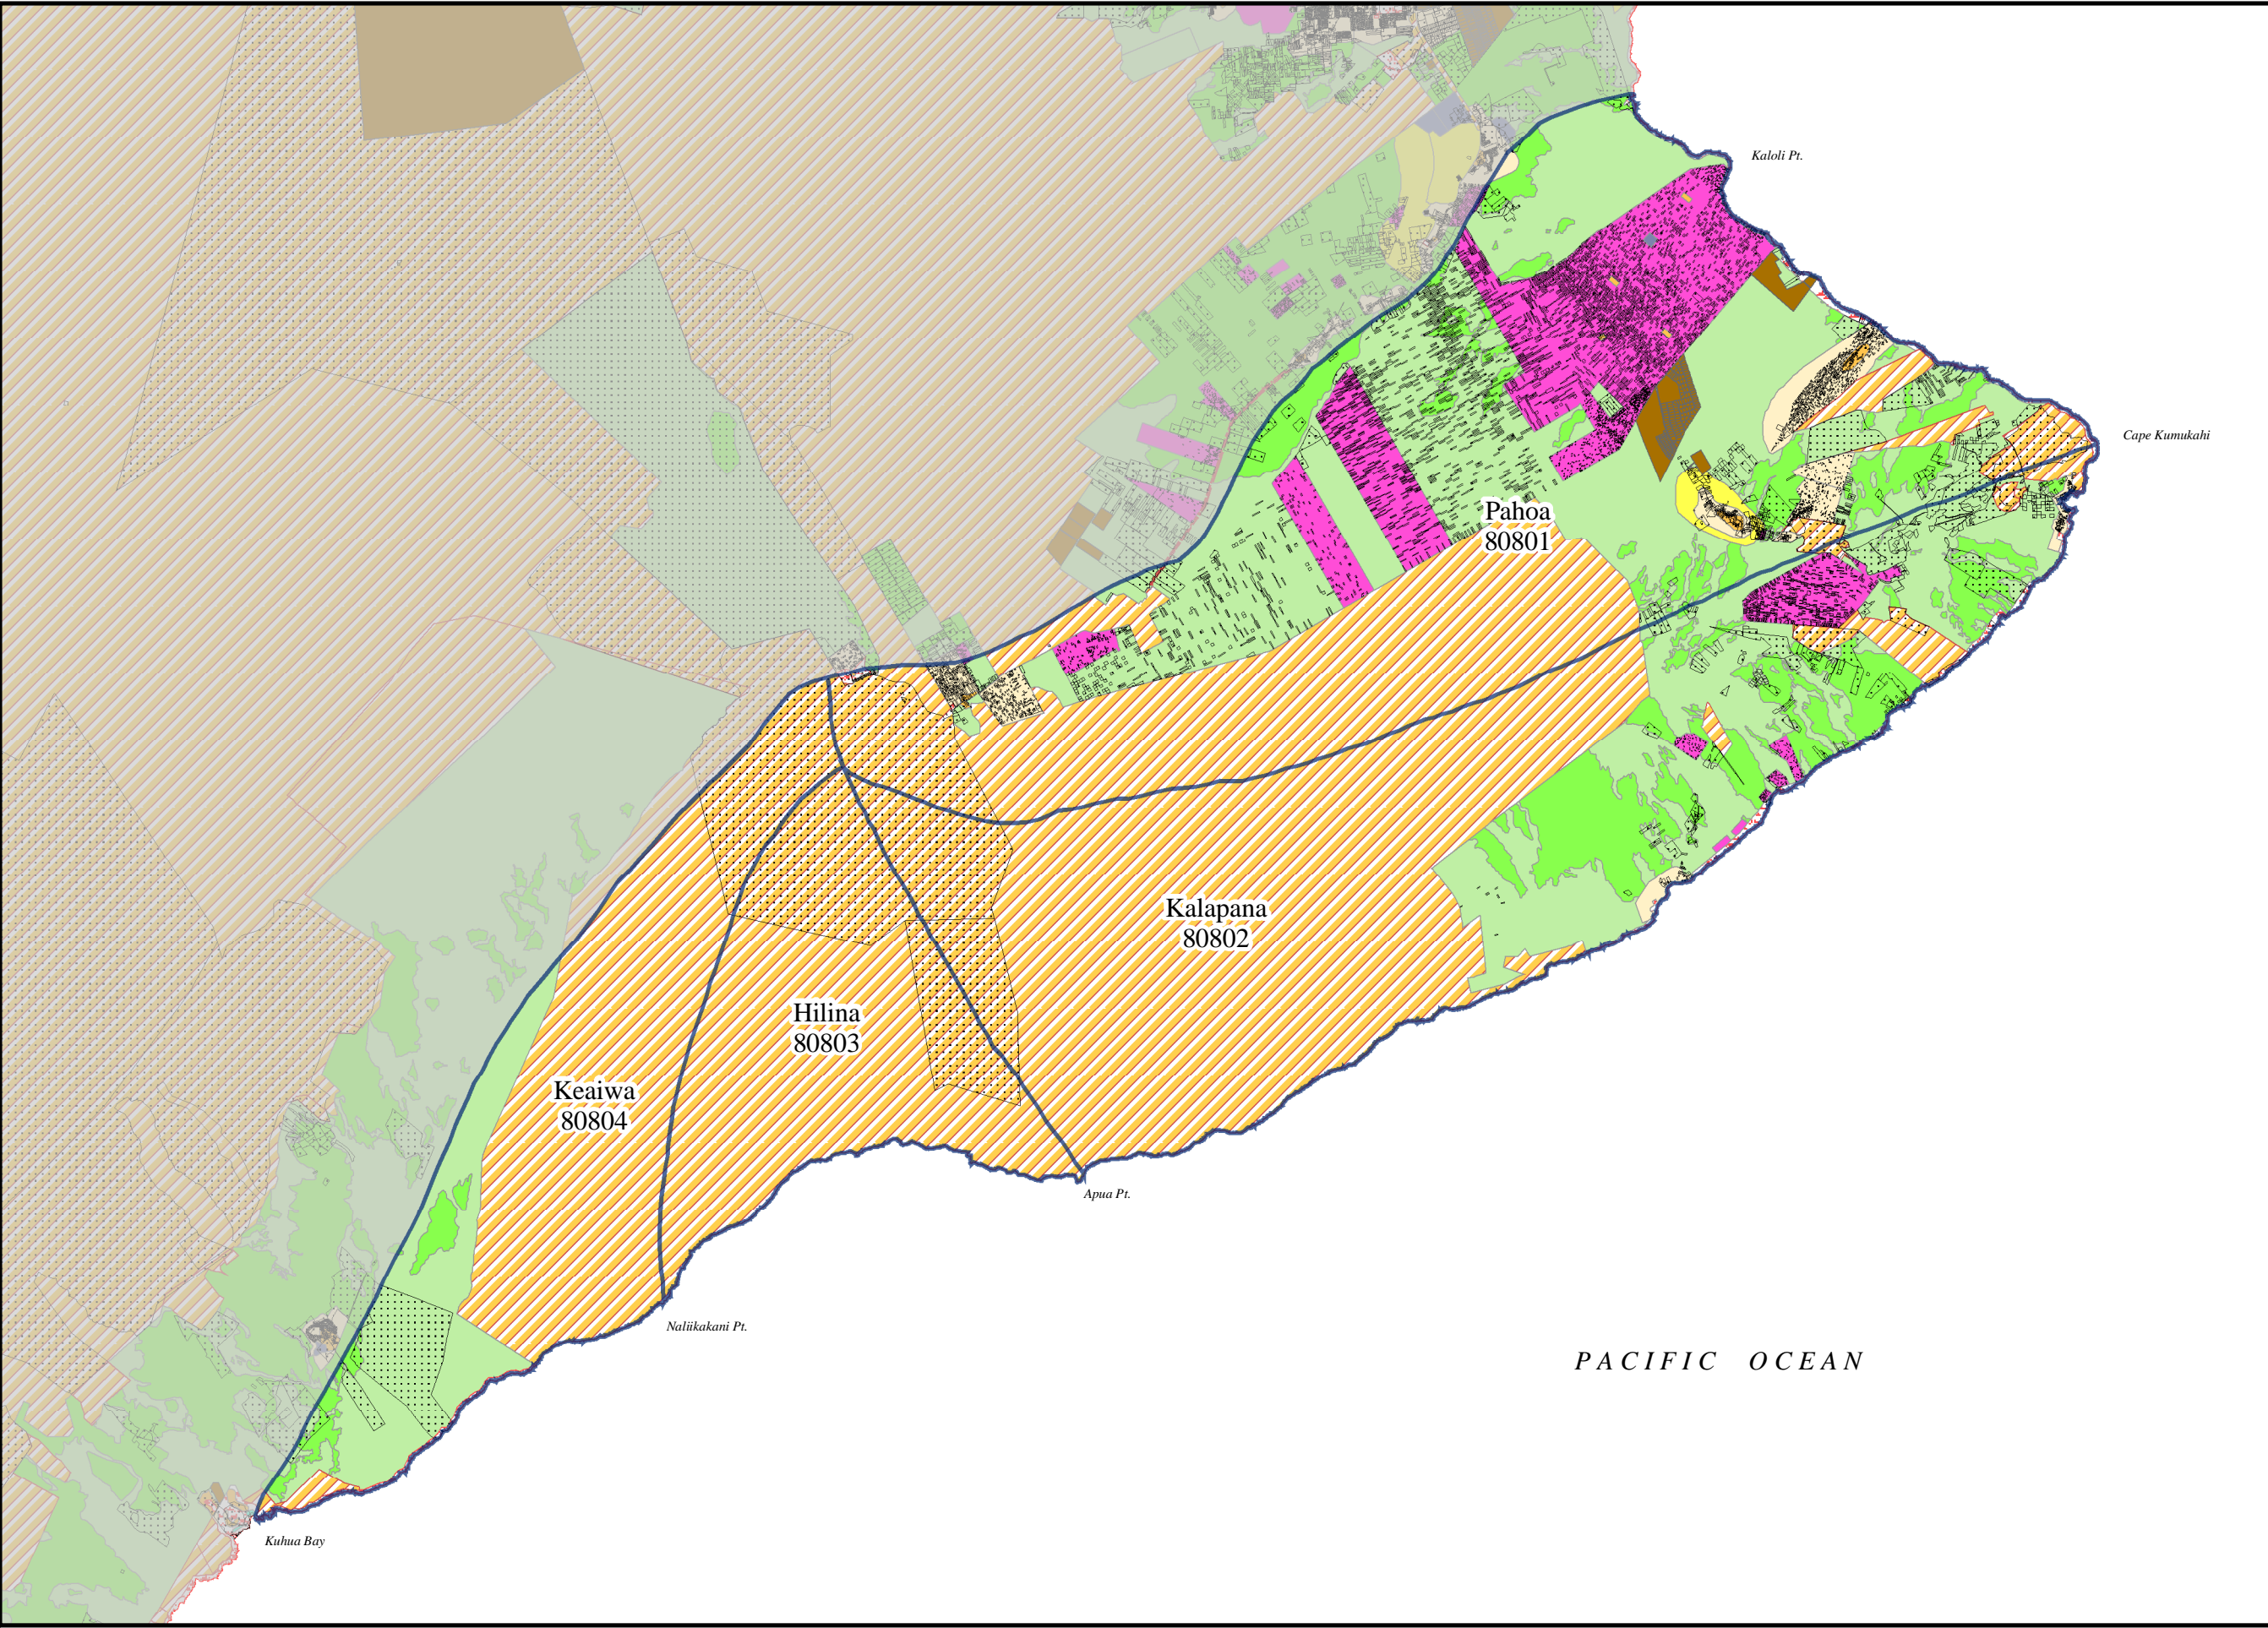 Kaloli Pt.
Cape Kumukahi
Pahoa
80801
Kalapana
80802
Hilina
80803
Keaiwa
80804
Apua Pt.
Naliikakani Pt.
PACIFIC OCEAN
Kuhua Bay